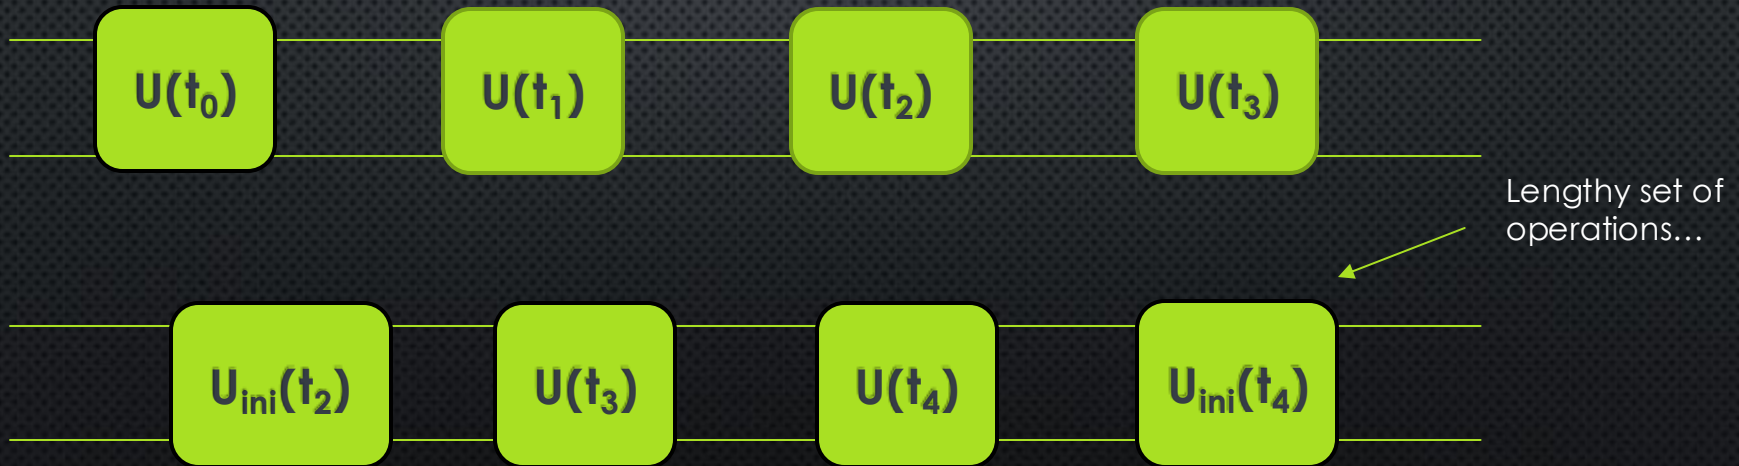 U(t₀) U(t₁) U(t₂) U(t₃)
Lengthy set of
operations...
Uᵢₙᵢ(t₂) U(t₃) U(t₄) Uᵢₙᵢ(t₄)